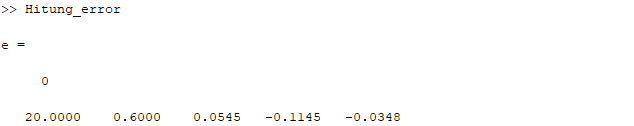 >> Hitung_error
e =
0
20.0000 0.6000 0.0545 -0.1145 -0.0348